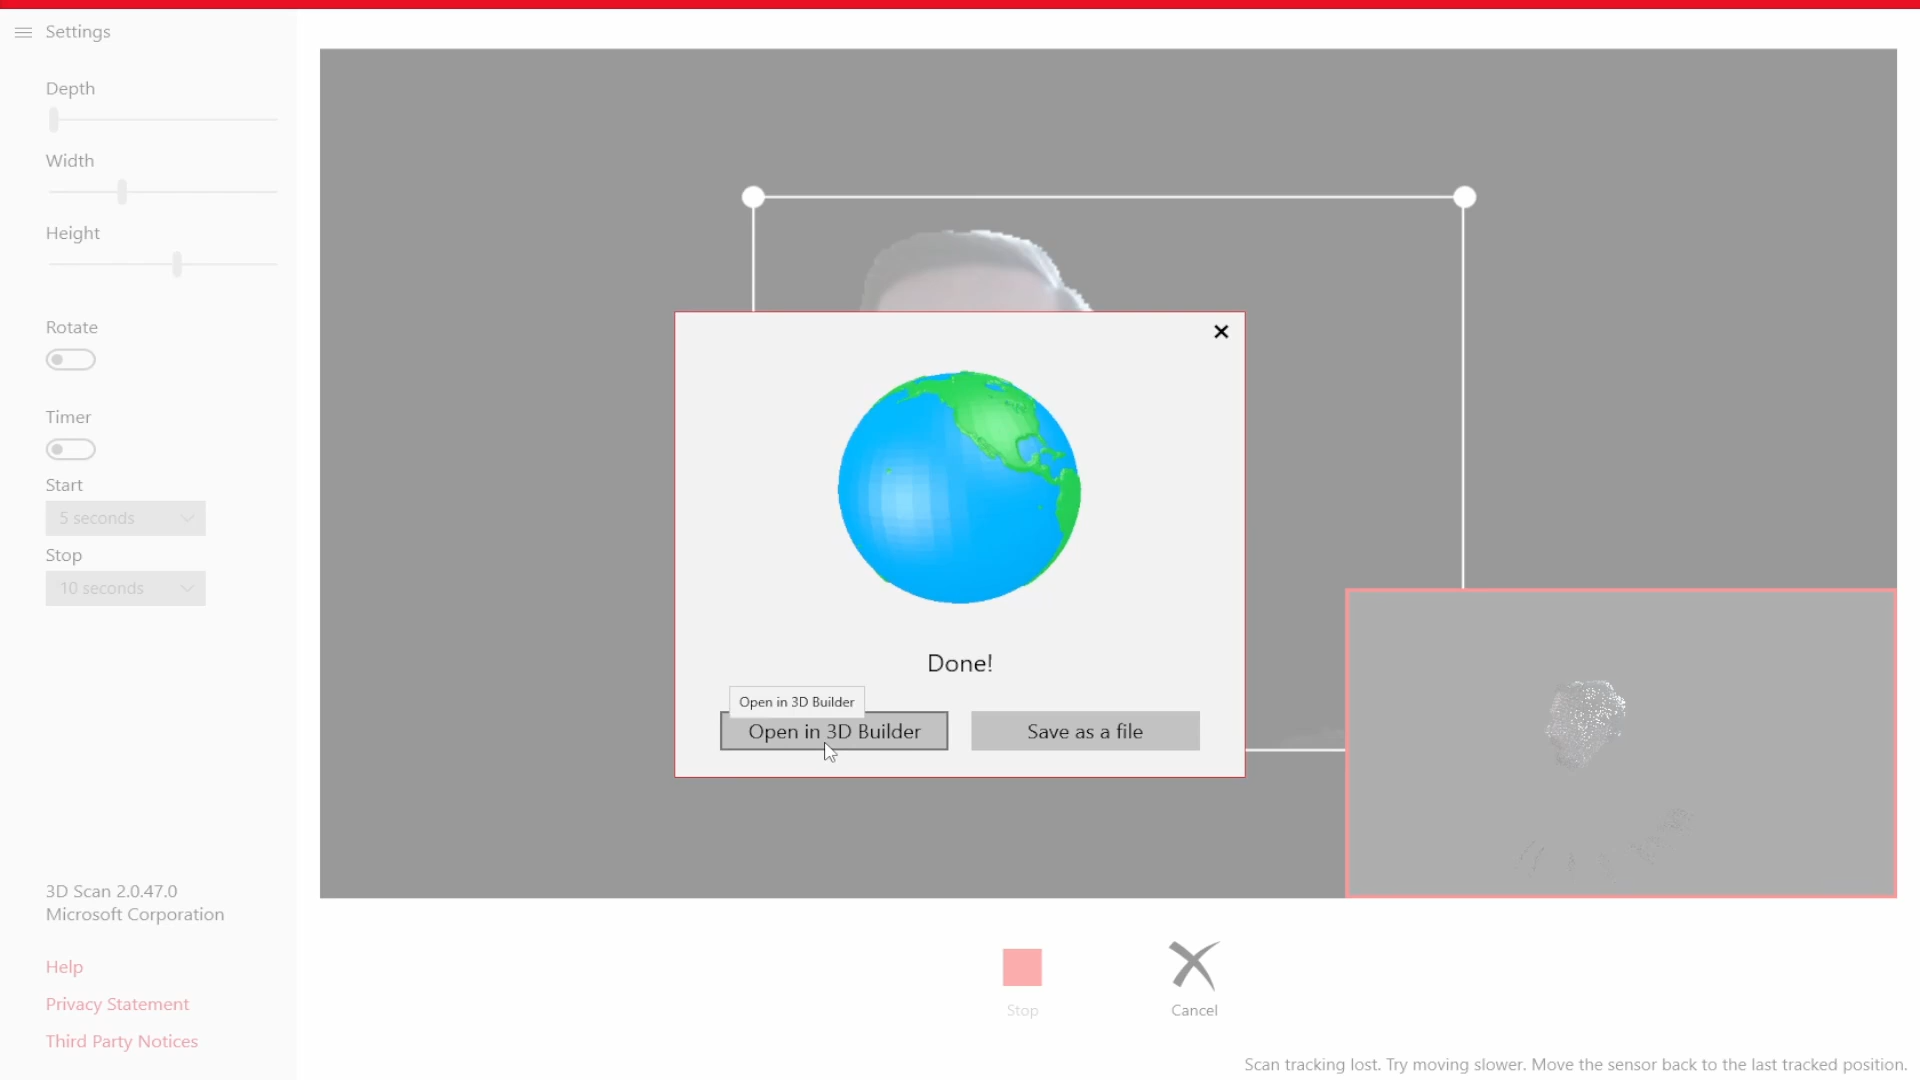 Settings
Depth
Width
Height
Rotate
Timer
Start
5 seconds
Stop
10 seconds
3D Scan 2.0.47.0
Microsoft Corporation
Help
Privacy Statement
Third Party Notices
Done!
Open in 3D Builder
Open in 3D Builder
Save as a file
Stop
Cancel
Scan tracking lost. Try moving slower. Move the sensor back to the last tracked position.